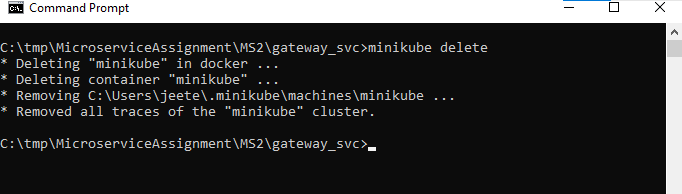 Command Prompt
C:\tmp\MicroserviceAssignment\MS2\gateway_svc>minikube delete
* Deleting "minikube" in docker ...
* Deleting container "minikube" ...
* Removing C:\Users\jeete\.minikube\machines\minikube ...
* Removed all traces of the "minikube" cluster.
C:\tmp\MicroserviceAssignment\MS2\gateway_svc>